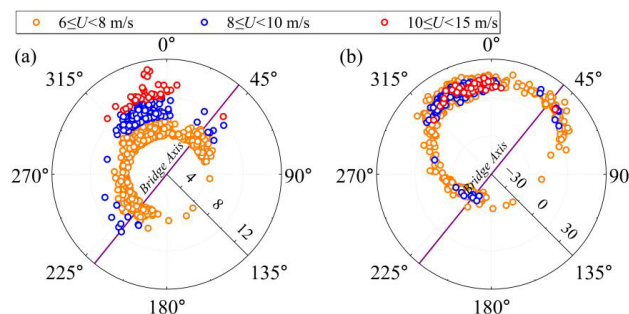 6≤U<8 m/s 8≤U<10 m/s 10≤U<15 m/s
(a) 0° 45° 90° 135° 180° 225° 270° 315°
Bridge Axis
4
8
12
(b) 0° 45° 90° 135° 180° 225° 270° 315°
Bridge Axis
−30
0
30